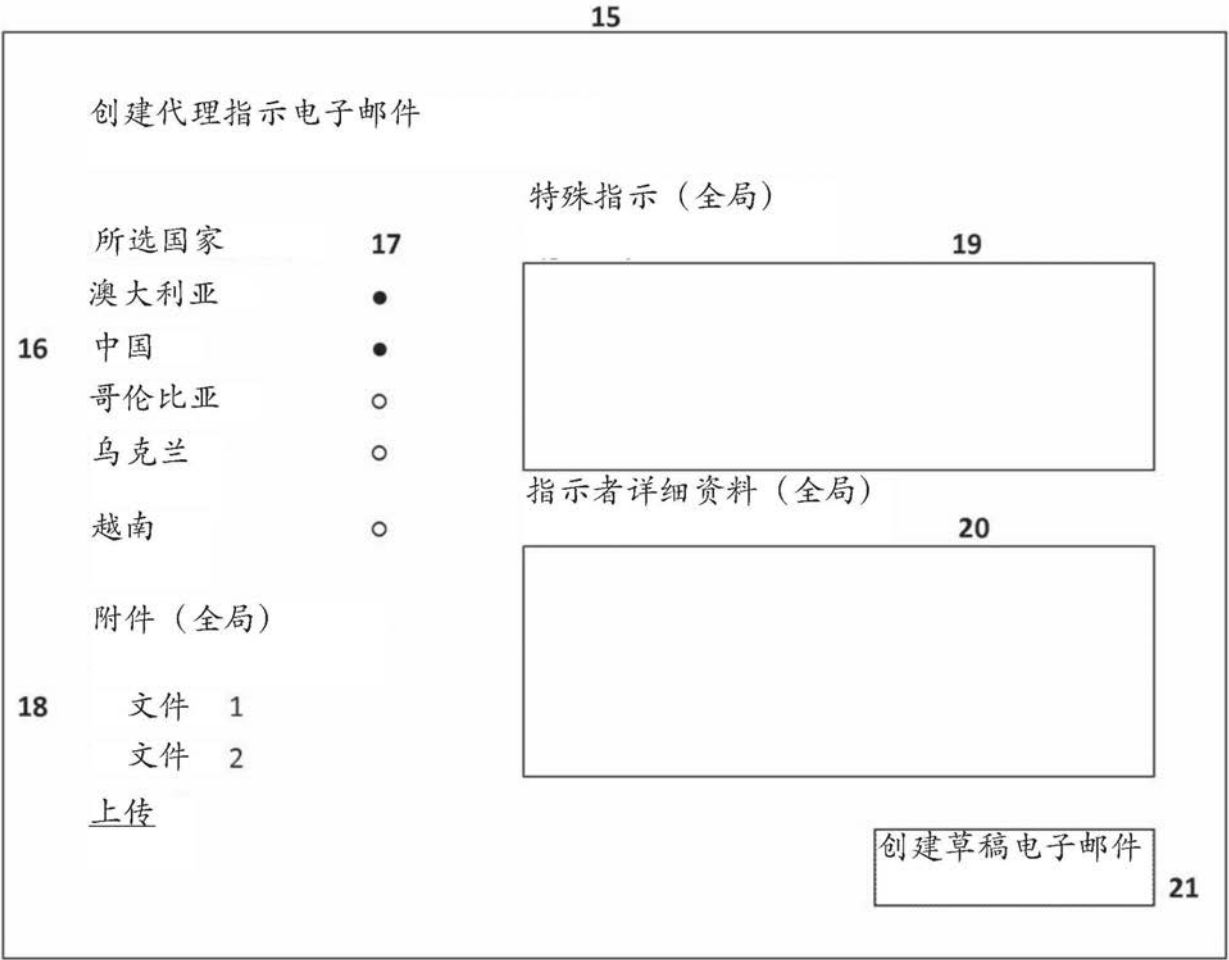 15
创建代理指示电子邮件
特殊指示（全局）
所选国家 17 19
澳大利亚
16 中国
哥伦比亚
乌克兰
指示者详细资料（全局）
越南 20
附件（全局）
18 文件 1
文件 2
上传
创建草稿电子邮件
21